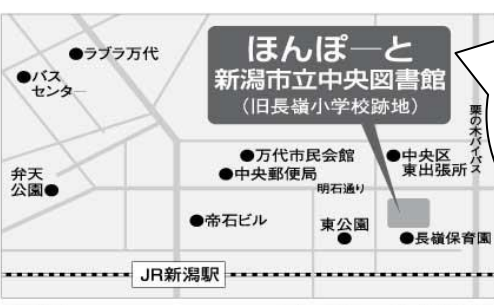 ●ラブラ万代
●バス
センター
ほんぽーと
新潟市立中央図書館
(旧長嶺小学校跡地)
栗の木バイパス
●万代市民会館
●中央郵便局
●中央区
東出張所
明石通り
弁天
公園●
●帝石ビル
東公園
●
●長嶺保育園
JR新潟駅